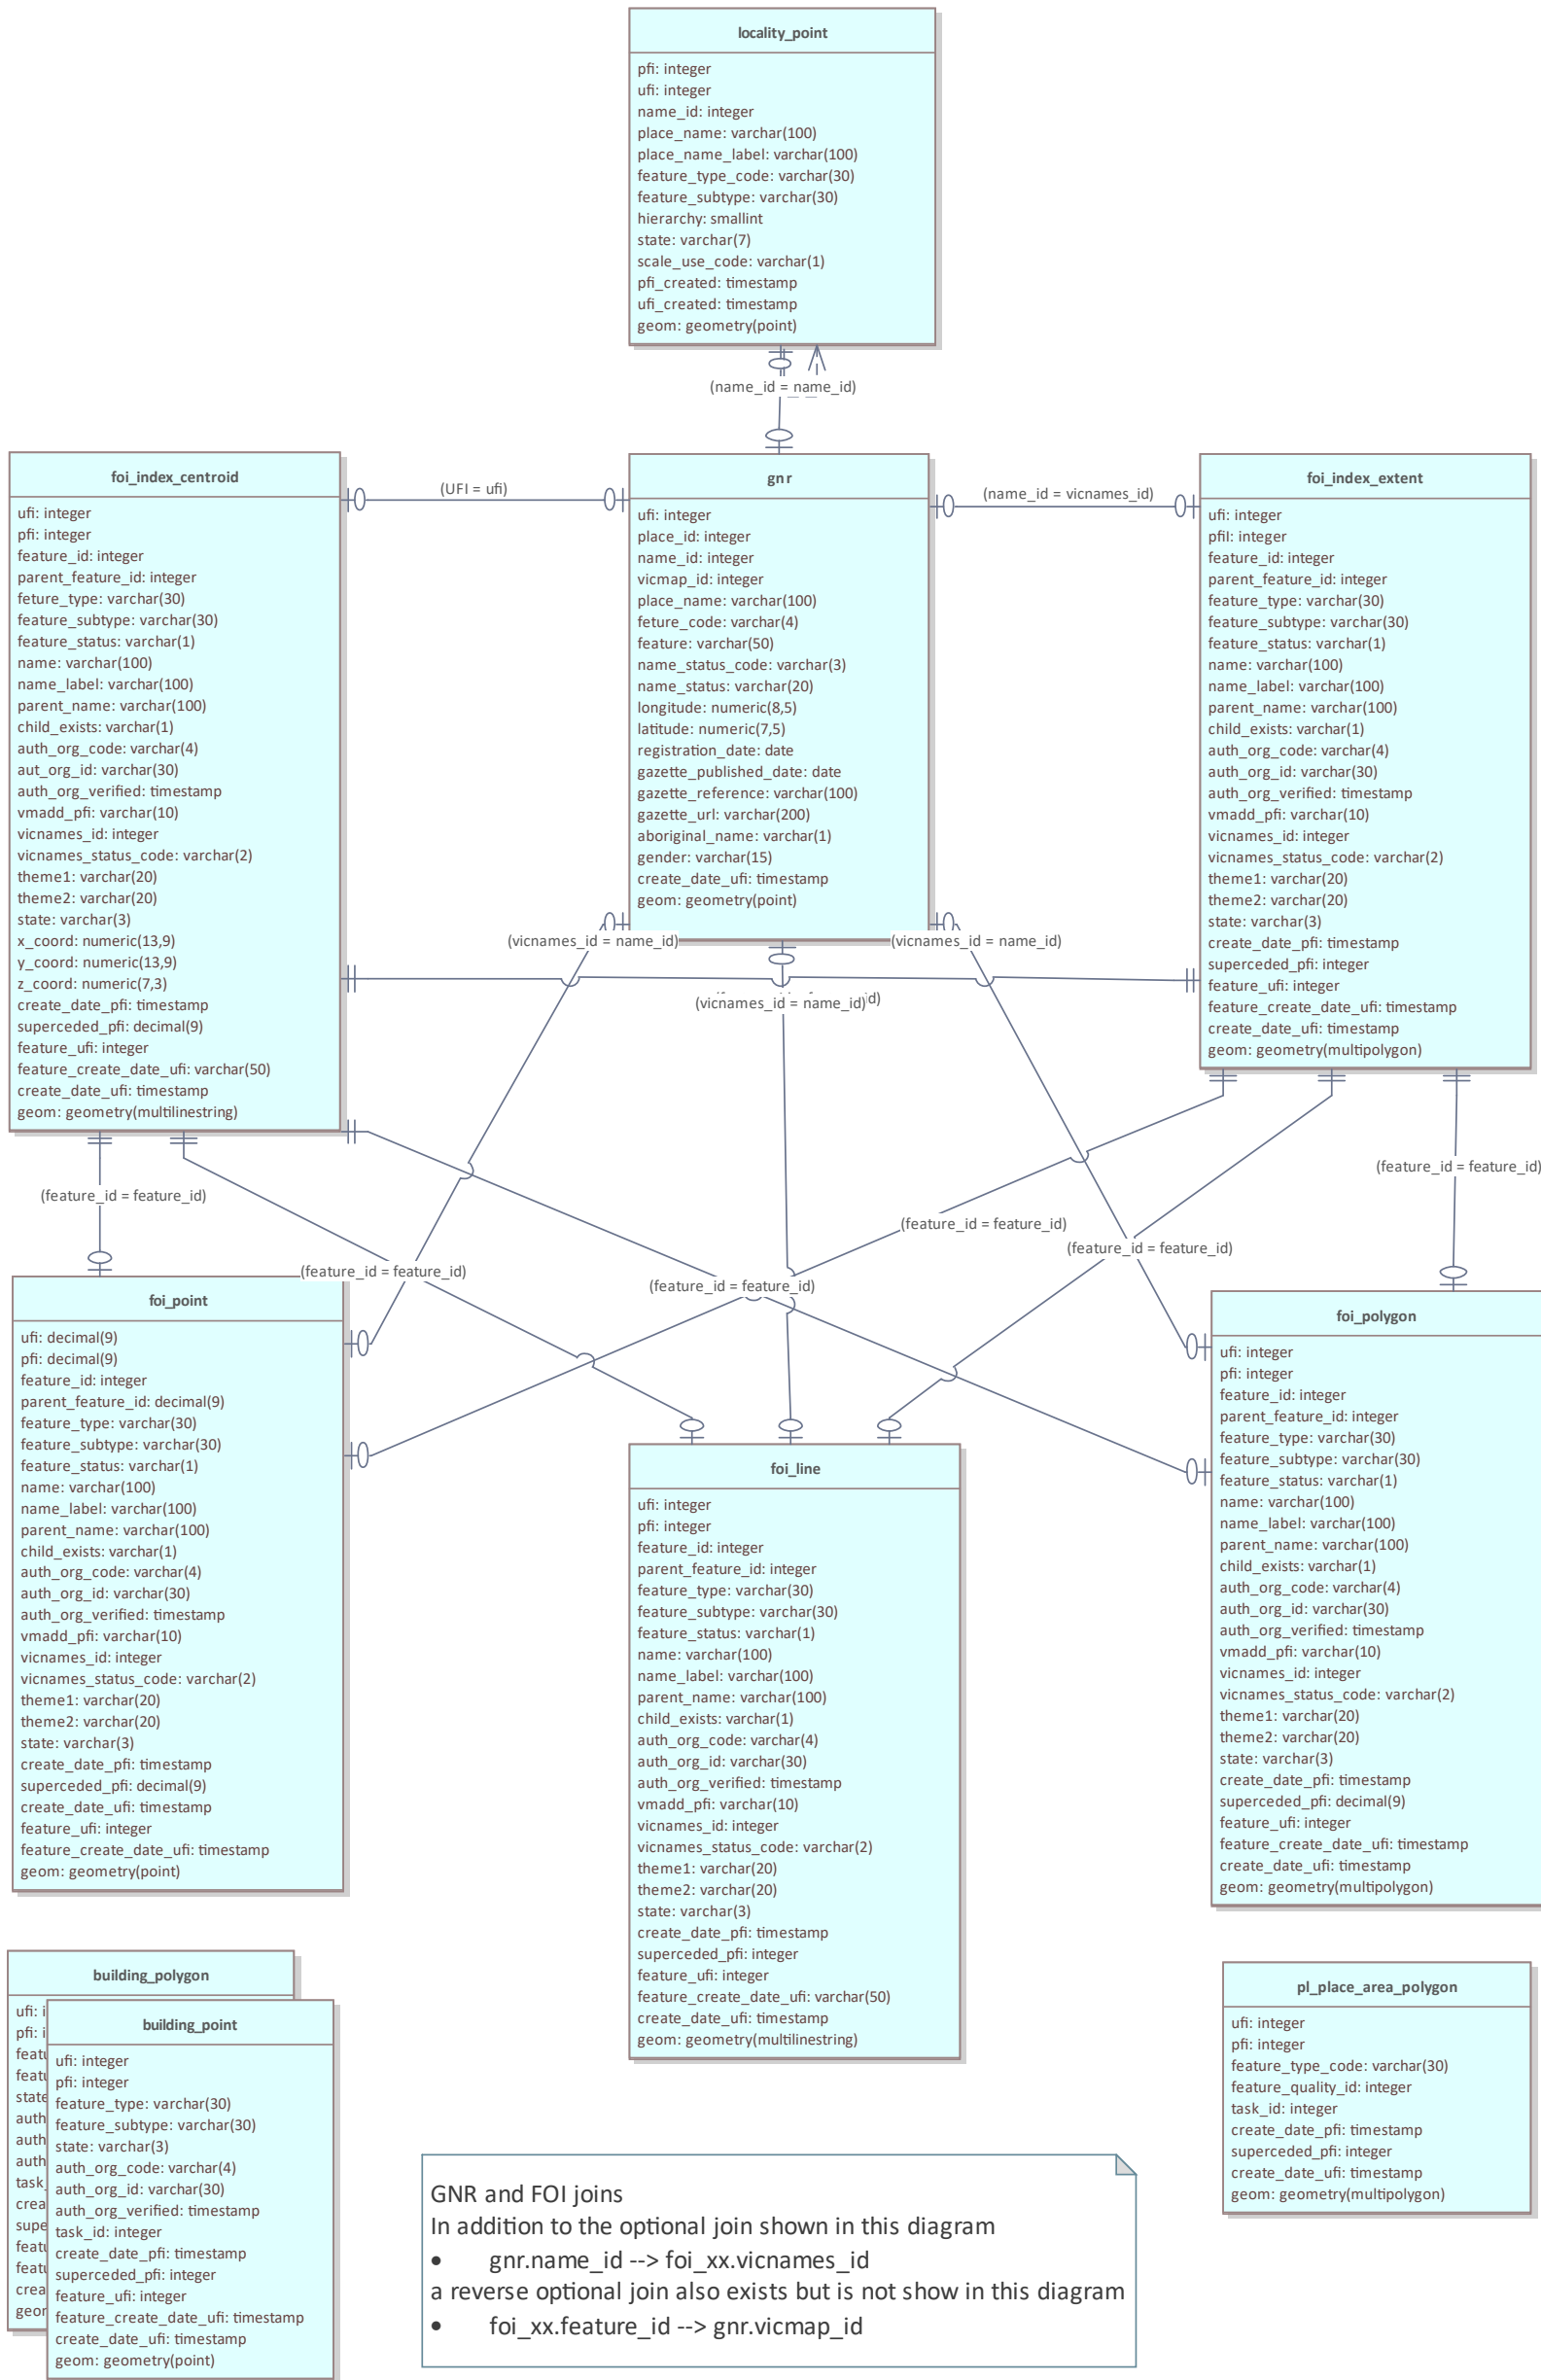 locality_point
pfi: integer
ufi: integer
name_id: integer
place_name: varchar(100)
place_name_label: varchar(100)
feature_type_code: varchar(30)
feature_subtype: varchar(30)
hierarchy: smallint
state: varchar(7)
scale_use_code: varchar(1)
pfi_created: timestamp
ufi_created: timestamp
geom: geometry(point)
(name_id = name_id)
foi_index_centroid
ufi: integer
pfi: integer
feature_id: integer
parent_feature_id: integer
feture_type: varchar(30)
feature_subtype: varchar(30)
feature_status: varchar(1)
name: varchar(100)
name_label: varchar(100)
parent_name: varchar(100)
child_exists: varchar(1)
auth_org_code: varchar(4)
aut_org_id: varchar(30)
auth_org_verified: timestamp
vmadd_pfi: varchar(10)
vicnames_id: integer
vicnames_status_code: varchar(2)
theme1: varchar(20)
theme2: varchar(20)
state: varchar(3)
x_coord: numeric(13,9)
y_coord: numeric(13,9)
z_coord: numeric(7,3)
create_date_pfi: timestamp
superceded_pfi: decimal(9)
feature_ufi: integer
feature_create_date_ufi: varchar(50)
create_date_ufi: timestamp
geom: geometry(multilinestring)
(UFI = ufi)
gnr
ufi: integer
place_id: integer
name_id: integer
vicmap_id: integer
place_name: varchar(100)
feture_code: varchar(4)
feature: varchar(50)
name_status_code: varchar(3)
name_status: varchar(20)
longitude: numeric(8,5)
latitude: numeric(7,5)
registration_date: date
gazette_published_date: date
gazette_reference: varchar(100)
gazette_url: varchar(200)
aboriginal_name: varchar(1)
gender: varchar(15)
create_date_ufi: timestamp
geom: geometry(point)
(name_id = vicnames_id)
foi_index_extent
ufi: integer
pfiI: integer
feature_id: integer
parent_feature_id: integer
feature_type: varchar(30)
feature_subtype: varchar(30)
feature_status: varchar(1)
name: varchar(100)
name_label: varchar(100)
parent_name: varchar(100)
child_exists: varchar(1)
auth_org_code: varchar(4)
auth_org_id: varchar(30)
auth_org_verified: timestamp
vmadd_pfi: varchar(10)
vicnames_id: integer
vicnames_status_code: varchar(2)
theme1: varchar(20)
theme2: varchar(20)
state: varchar(3)
create_date_pfi: timestamp
superceded_pfi: integer
feature_ufi: integer
feature_create_date_ufi: timestamp
create_date_ufi: timestamp
geom: geometry(multipolygon)
(vicnames_id = name_id)
(vicnames_id = name_id)
(vicnames_id = name_id)
(feature_id = feature_id)
(feature_id = feature_id)
(feature_id = feature_id)
(feature_id = feature_id)
(feature_id = feature_id)
(feature_id = feature_id)
foi_point
ufi: decimal(9)
pfi: decimal(9)
feature_id: integer
parent_feature_id: decimal(9)
feature_type: varchar(30)
feature_subtype: varchar(30)
feature_status: varchar(1)
name: varchar(100)
name_label: varchar(100)
parent_name: varchar(100)
child_exists: varchar(1)
auth_org_code: varchar(4)
auth_org_id: varchar(30)
auth_org_verified: timestamp
vmadd_pfi: varchar(10)
vicnames_id: integer
vicnames_status_code: varchar(2)
theme1: varchar(20)
theme2: varchar(20)
state: varchar(3)
create_date_pfi: timestamp
superceded_pfi: decimal(9)
create_date_ufi: timestamp
feature_ufi: integer
feature_create_date_ufi: timestamp
geom: geometry(point)
foi_line
ufi: integer
pfi: integer
feature_id: integer
parent_feature_id: integer
feature_type: varchar(30)
feature_subtype: varchar(30)
feature_status: varchar(1)
name: varchar(100)
name_label: varchar(100)
parent_name: varchar(100)
child_exists: varchar(1)
auth_org_code: varchar(4)
auth_org_id: varchar(30)
auth_org_verified: timestamp
vmadd_pfi: varchar(10)
vicnames_id: integer
vicnames_status_code: varchar(2)
theme1: varchar(20)
theme2: varchar(20)
state: varchar(3)
create_date_pfi: timestamp
superceded_pfi: integer
feature_ufi: integer
feature_create_date_ufi: varchar(50)
create_date_ufi: timestamp
geom: geometry(multilinestring)
foi_polygon
ufi: integer
pfi: integer
feature_id: integer
parent_feature_id: integer
feature_type: varchar(30)
feature_subtype: varchar(30)
feature_status: varchar(1)
name: varchar(100)
name_label: varchar(100)
parent_name: varchar(100)
child_exists: varchar(1)
auth_org_code: varchar(4)
auth_org_id: varchar(30)
auth_org_verified: timestamp
vmadd_pfi: varchar(10)
vicnames_id: integer
vicnames_status_code: varchar(2)
theme1: varchar(20)
theme2: varchar(20)
state: varchar(3)
create_date_pfi: timestamp
superceded_pfi: decimal(9)
feature_ufi: integer
feature_create_date_ufi: timestamp
create_date_ufi: timestamp
geom: geometry(multipolygon)
building_polygon
ufi:
pfi:
state
auth
auth
auth
task_
building_point
ufi: integer
pfi: integer
feature_type: varchar(30)
feature_subtype: varchar(30)
state: varchar(3)
auth_org_code: varchar(4)
auth_org_id: varchar(30)
auth_org_verified: timestamp
task_id: integer
create_date_pfi: timestamp
superceded_pfi: integer
feature_ufi: integer
feature_create_date_ufi: timestamp
create_date_ufi: timestamp
geom: geometry(point)
GNR and FOI joins
In addition to the optional join shown in this diagram
• gnr.name_id --> foi_xx.vicnames_id
a reverse optional join also exists but is not show in this diagram
• foi_xx.feature_id --> gnr.vicmap_id
pl_place_area_polygon
ufi: integer
pfi: integer
feature_type_code: varchar(30)
feature_quality_id: integer
task_id: integer
create_date_pfi: timestamp
superceded_pfi: integer
create_date_ufi: timestamp
geom: geometry(multipolygon)